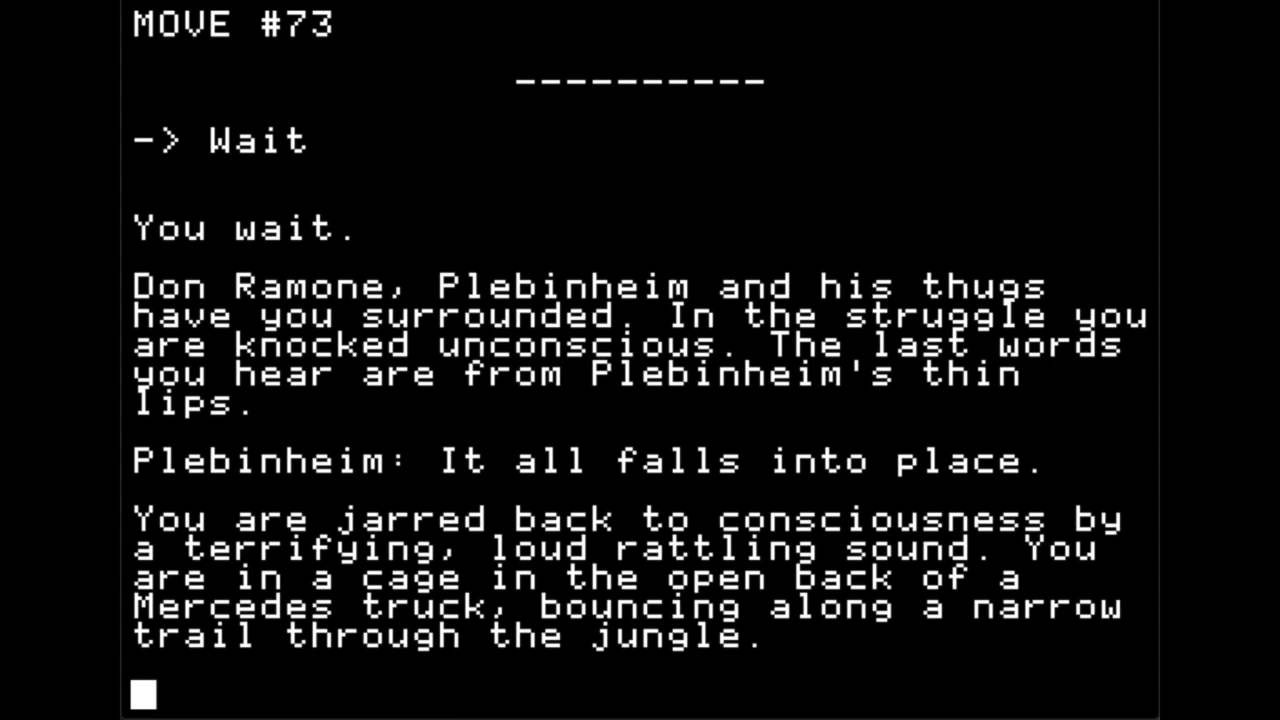 MOVE #73
----------
-> Wait
You wait.
Don Ramone, Plebinheim and his thugs
have you surrounded. In the struggle you
are knocked unconscious. The last words
you hear are from Plebinheim's thin
lips.
Plebinheim: It all falls into place.
You are jarred back to consciousness by
a terrifying, loud rattling sound. You
are in a cage in the open back of a
Mercedes truck, bouncing along a narrow
trail through the jungle.